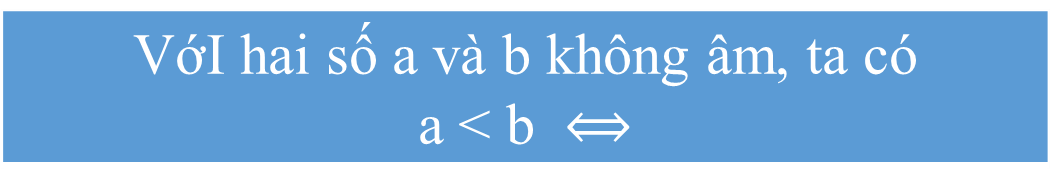 VớI hai số a và b không âm, ta có
a < b ⟺